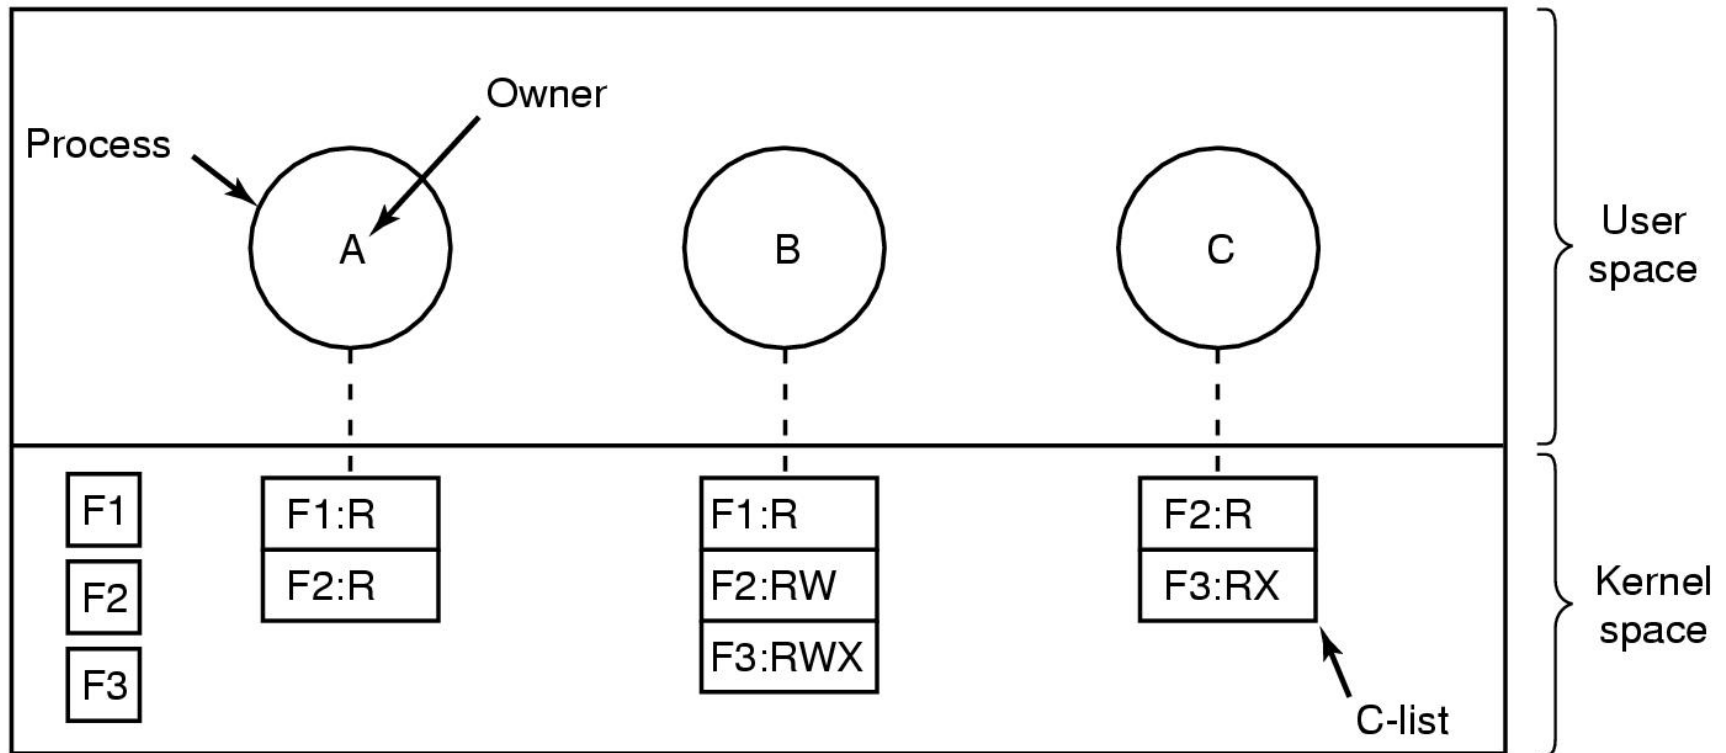 Owner
Process
A
B
C
User
space
F1
F2
F3
F1:R
F2:R
F1:R
F2:RW
F3:RWX
F2:R
F3:RX
C-list
Kernel
space